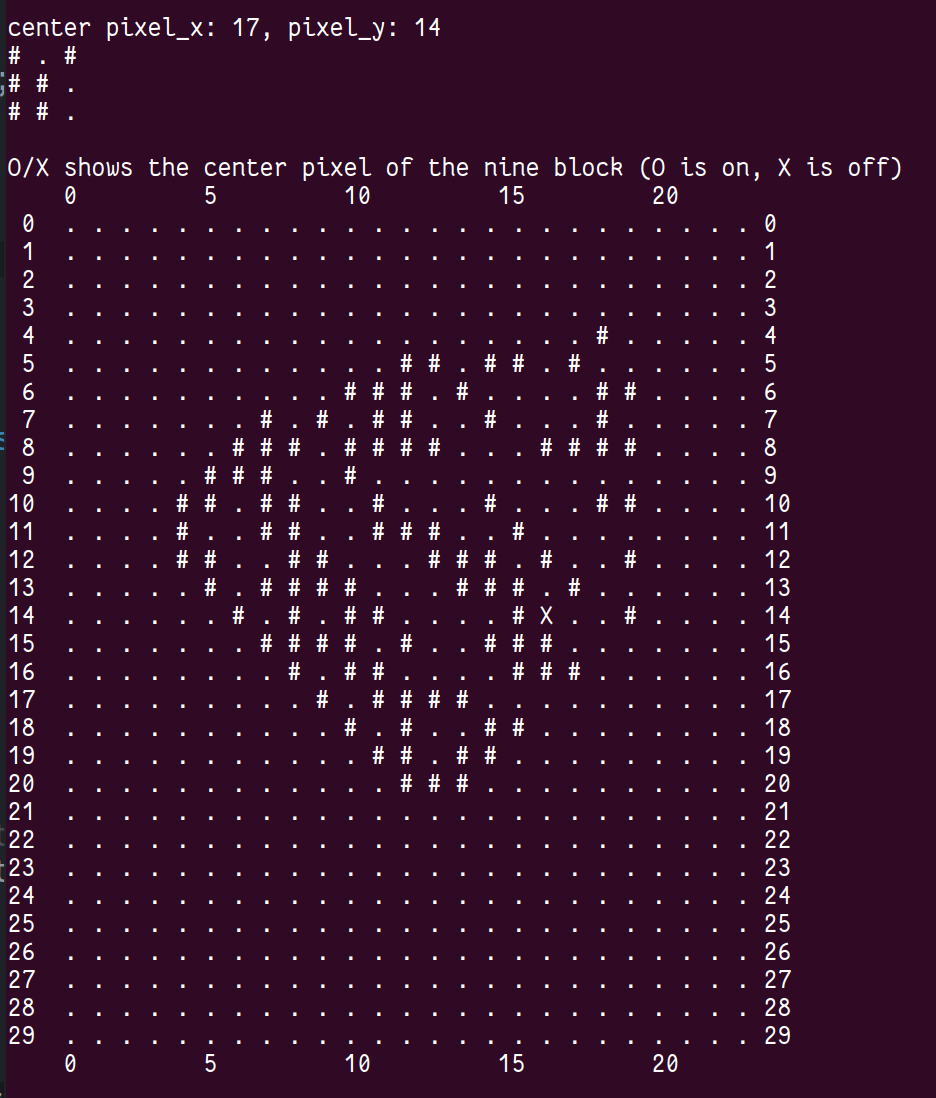 center pixel_x: 17, pixel_y: 14
# . #
# # .
# # .
O/X shows the center pixel of the nine block (O is on, X is off)
0 5 10 15 20
0 . . . . . . . . . . . . . . . . . . . . . . . . . 0
1 . . . . . . . . . . . . . . . . . . . . . . . . . 1
2 . . . . . . . . . . . . . . . . . . . . . . . . . 2
3 . . . . . . . . . . . . . . . . . . . . . . . . . 3
4 . . . . . . . . . . . . . . . . . . . # . . . . . 4
5 . . . . . . . . . . . . # # . # # . # . . . . . . 5
6 . . . . . . . . . . # # # . # . . . . # # . . . . 6
7 . . . . . . . # . # . # # . . # . . . # . . . . . 7
8 . . . . . . # # # . # # # # . . . # # # # . . . . 8
9 . . . . . # # # . . # . . . . . . . . . . . . . . 9
10 . . . . # # . # # . . # . . . # . . . # # . . . . 10
11 . . . . # . . # # . . # # # . . # . . . . . . . . 11
12 . . . . # # . . # # . . . # # # . # . . # . . . . 12
13 . . . . . # . # # # # . . . # # # . # . . . . . . 13
14 . . . . . . # . # . # # . . . . # X . . # . . . . 14
15 . . . . . . . # # # # . # . . # # # . . . . . . . 15
16 . . . . . . . . # . # # . . . . # # # . . . . . . 16
17 . . . . . . . . . # . # # # # . . . . . . . . . . 17
18 . . . . . . . . . . # . # . . # # . . . . . . . . 18
19 . . . . . . . . . . . # # . # # . . . . . . . . . 19
20 . . . . . . . . . . . . # # # . . . . . . . . . . 20
21 . . . . . . . . . . . . . . . . . . . . . . . . . 21
22 . . . . . . . . . . . . . . . . . . . . . . . . . 22
23 . . . . . . . . . . . . . . . . . . . . . . . . . 23
24 . . . . . . . . . . . . . . . . . . . . . . . . . 24
25 . . . . . . . . . . . . . . . . . . . . . . . . . 25
26 . . . . . . . . . . . . . . . . . . . . . . . . . 26
27 . . . . . . . . . . . . . . . . . . . . . . . . . 27
28 . . . . . . . . . . . . . . . . . . . . . . . . . 28
29 . . . . . . . . . . . . . . . . . . . . . . . . . 29
0 5 10 15 20